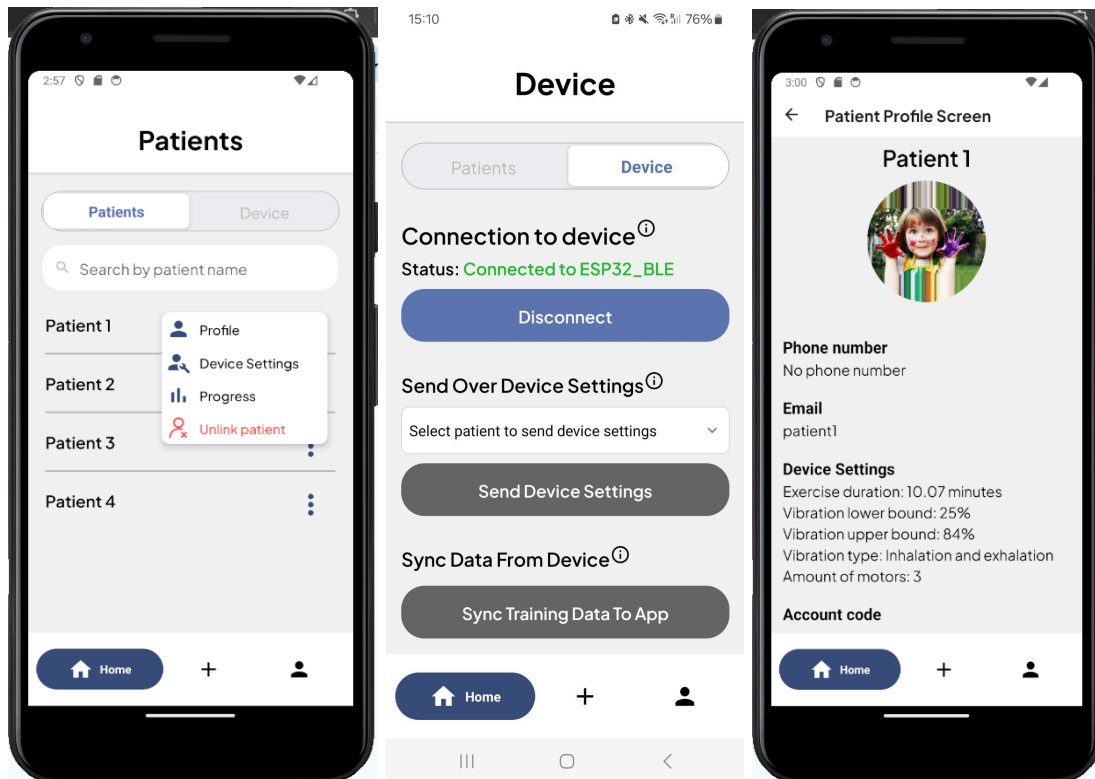 2:57
Patients
Patients
Device
Search by patient name
Patient 1
Profile
Device Settings
Patient 2
Progress
Patient 3
Unlink patient
Patient 4
Home
15:10
76%
Device
Patients
Device
Connection to device
Status: Connected to ESP32_BLE
Disconnect
Send Over Device Settings
Select patient to send device settings
Send Device Settings
Sync Data From Device
Sync Training Data To App
Home
3:00
Patient Profile Screen
Patient 1
Phone number
No phone number
Email
patient1
Device Settings
Exercise duration: 10.07 minutes
Vibration lower bound: 25%
Vibration upper bound: 84%
Vibration type: Inhalation and exhalation
Amount of motors: 3
Account code
Home